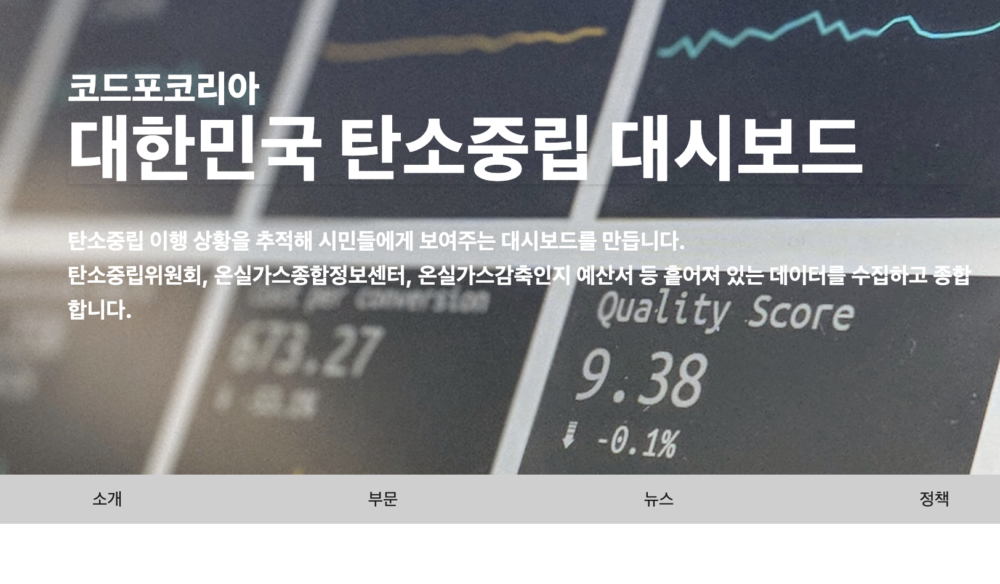 코드포코리아
대한민국 탄소중립 대시보드
탄소중립 이행 상황을 추적해 시민들에게 보여주는 대시보드를 만듭니다.
탄소중립위원회, 온실가스종합정보센터, 온실가스감축인지 예산서 등 흩어져 있는 데이터를 수집하고 종합
합니다.
per conversion
673.27
Quality Score
9.38
-0.1%
소개 부문 뉴스 정책